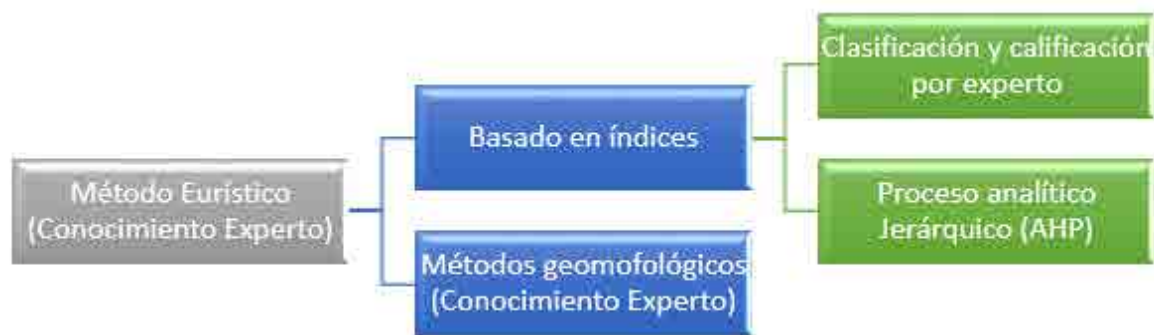 Método Eurístico
(Conocimiento Experto)
Basado en índices
Métodos geomofológicos
(Conocimiento Experto)
Clasificación y calificación
por experto
Proceso analítico
Jerárquico (AHP)